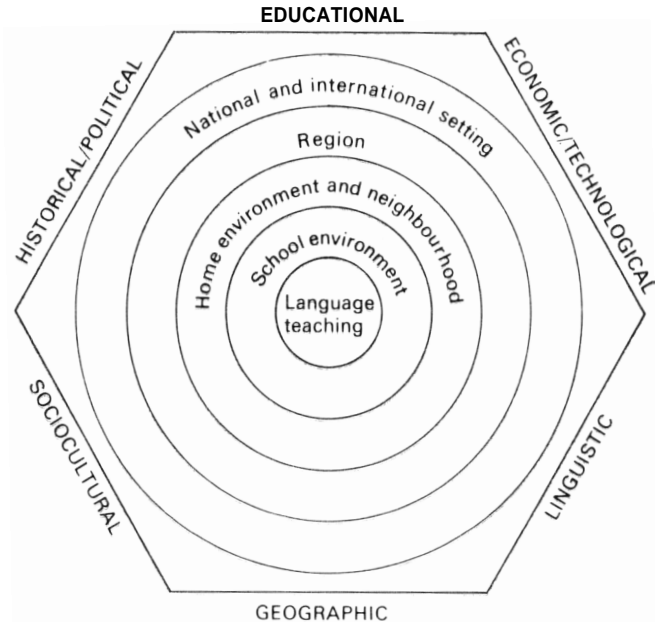 EDUCATIONAL
HISTORICAL/POLITICAL
ECONOMIC/TECHNOLOGICAL
National and international setting
Region
Home environment and neighbourhood
School environment
Language
teaching
SOCIOCULTURAL
LINGUISTIC
GEOGRAPHIC